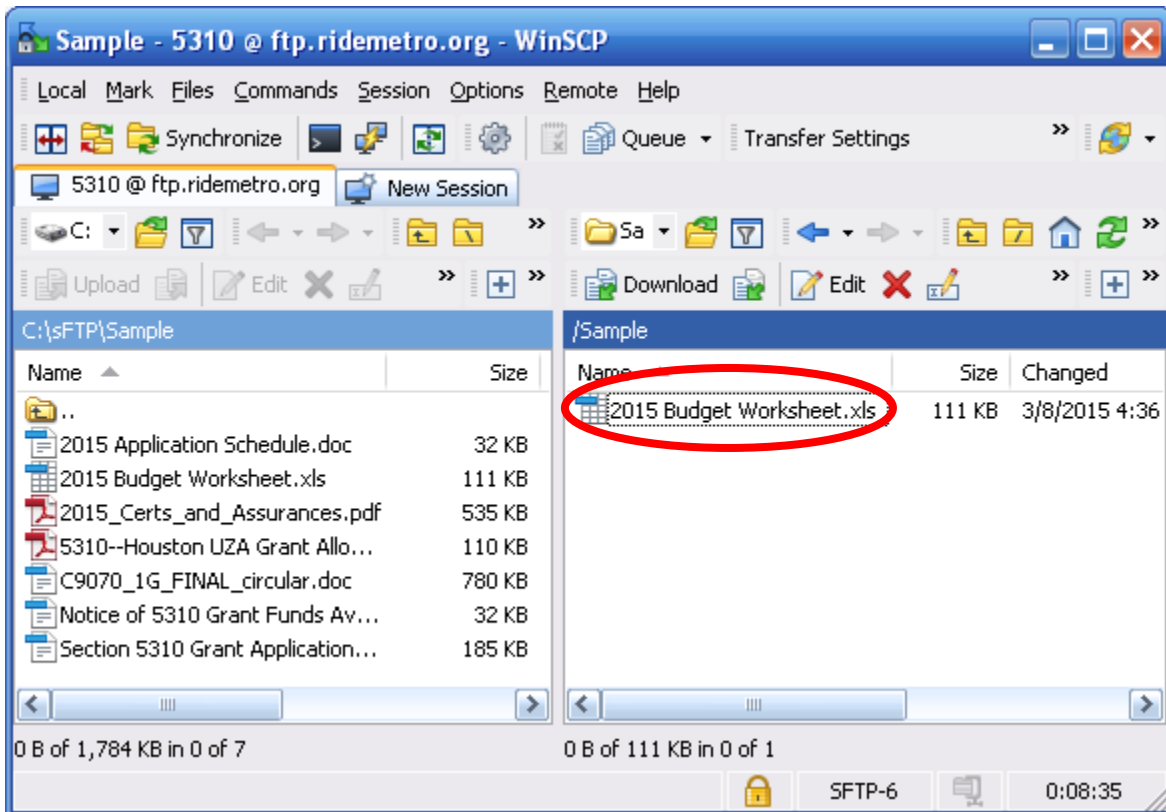 Sample - 5310 @ ftp.ridemetro.org - WinSCP
Local Mark Files Commands Session Options Remote Help
Synchronize Queue Transfer Settings »
5310 @ ftp.ridemetro.org New Session
C: » Sa »
Upload Edit » » Download Edit » »
C:\sFTP\Sample /Sample
Name Size Name Size Changed
.. 2015 Budget Worksheet.xls 111 KB 3/8/2015 4:36
2015 Application Schedule.doc 32 KB
2015 Budget Worksheet.xls 111 KB
2015_Certs_and_Assurances.pdf 535 KB
5310--Houston UZA Grant Allo... 110 KB
C9070_1G_FINAL_circular.doc 780 KB
Notice of 5310 Grant Funds Av... 32 KB
Section 5310 Grant Application... 185 KB
0 B of 1,784 KB in 0 of 7 0 B of 111 KB in 0 of 1
SFTP-6 0:08:35